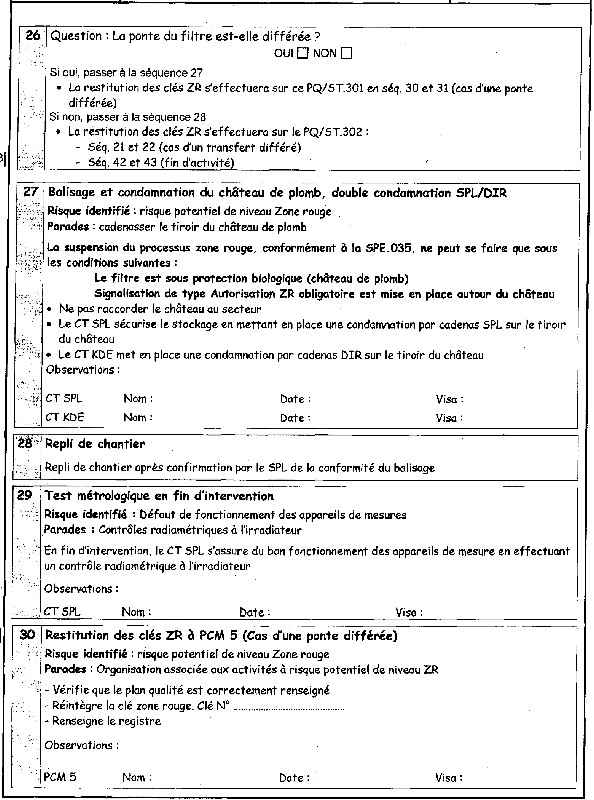 26 Question : La ponte du filtre est-elle différée ?
OUI ☐ NON ☐
Si oui, passer à la séquence 27
• La restitution des clés ZR s'effectuera sur ce PQ/ST.301 en séq. 30 et 31 (cas d'une ponte
différée)
Si non, passer à la séquence 28
• La restitution des clés ZR s'effectuera sur le PQ/ST.302 :
- Séq. 21 et 22 (cas d'un transfert différé)
- Séq. 42 et 43 (fin d'activité)
27 Balisage et condamnation du château de plomb, double condamnation SPL/DIR
Risque identifié : risque potentiel de niveau Zone rouge
Parades : cadenasser le tiroir du château de plomb
La suspension du processus zone rouge, conformément à la SPE.035, ne peut se faire que sous
les conditions suivantes :
Le filtre est sous protection biologique (château de plomb)
Signalisation de type Autorisation ZR obligatoire est mise en place autour du château
• Ne pas raccorder le château au secteur
• Le CT SPL sécurise le stockage en mettant en place une condamnation par cadenas SPL sur le tiroir
du château
• Le CT KDE met en place une condamnation par cadenas DIR sur le tiroir du château
Observations :
CT SPL Nom : Date : Visa :
CT KDE Nom : Date : Visa :
28 Repli de chantier
Repli de chantier après confirmation par le SPL de la conformité du balisage
29 Test métrologique en fin d'intervention
Risque identifié : Défaut de fonctionnement des appareils de mesures
Parades : Contrôles radiamétriques à l'irradiateur
En fin d'intervention, le CT SPL s'assure du bon fonctionnement des appareils de mesure en effectuant
un contrôle radiamétrique à l'irradiateur
Observations :
CT SPL Nom : Date : Visa :
30 Restitution des clés ZR à PCM 5 (Cas d'une ponte différée)
Risque identifié : risque potentiel de niveau Zone rouge
Parades : Organisation associée aux activités à risque potentiel de niveau ZR
- Vérifie que le plan qualité est correctement renseigné
- Réintègre la clé zone rouge. Clé N° ..............................
- Renseigne le registre
Observations :
PCM 5 Nom : Date : Visa :